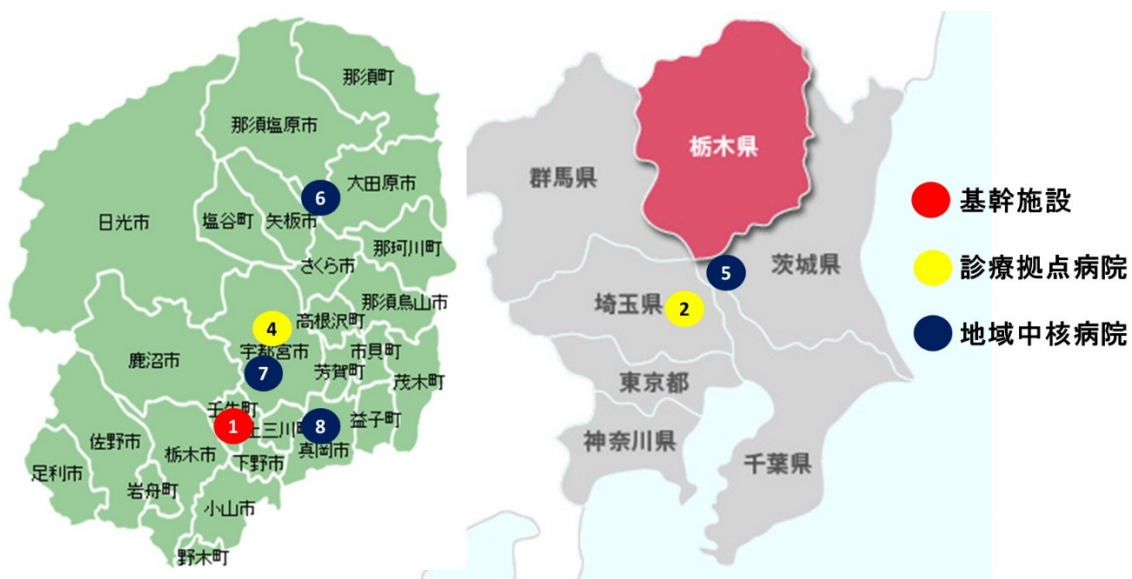 那須町
那須塩原市
6
大田原市
日光市
塩谷町
矢板市
那珂川町
さくら市
那須烏山市
4
高根沢町
宇都宮市
市貝町
鹿沼市
7
芳賀町
茂木町
壬生町
1
上三川町
8
益子町
佐野市
栃木市
下野市
真岡市
足利市
岩舟町
小山市
野木町
栃木県
群馬県
茨城県
5
埼玉県
2
東京都
神奈川県
千葉県
基幹施設
診療拠点病院
地域中核病院